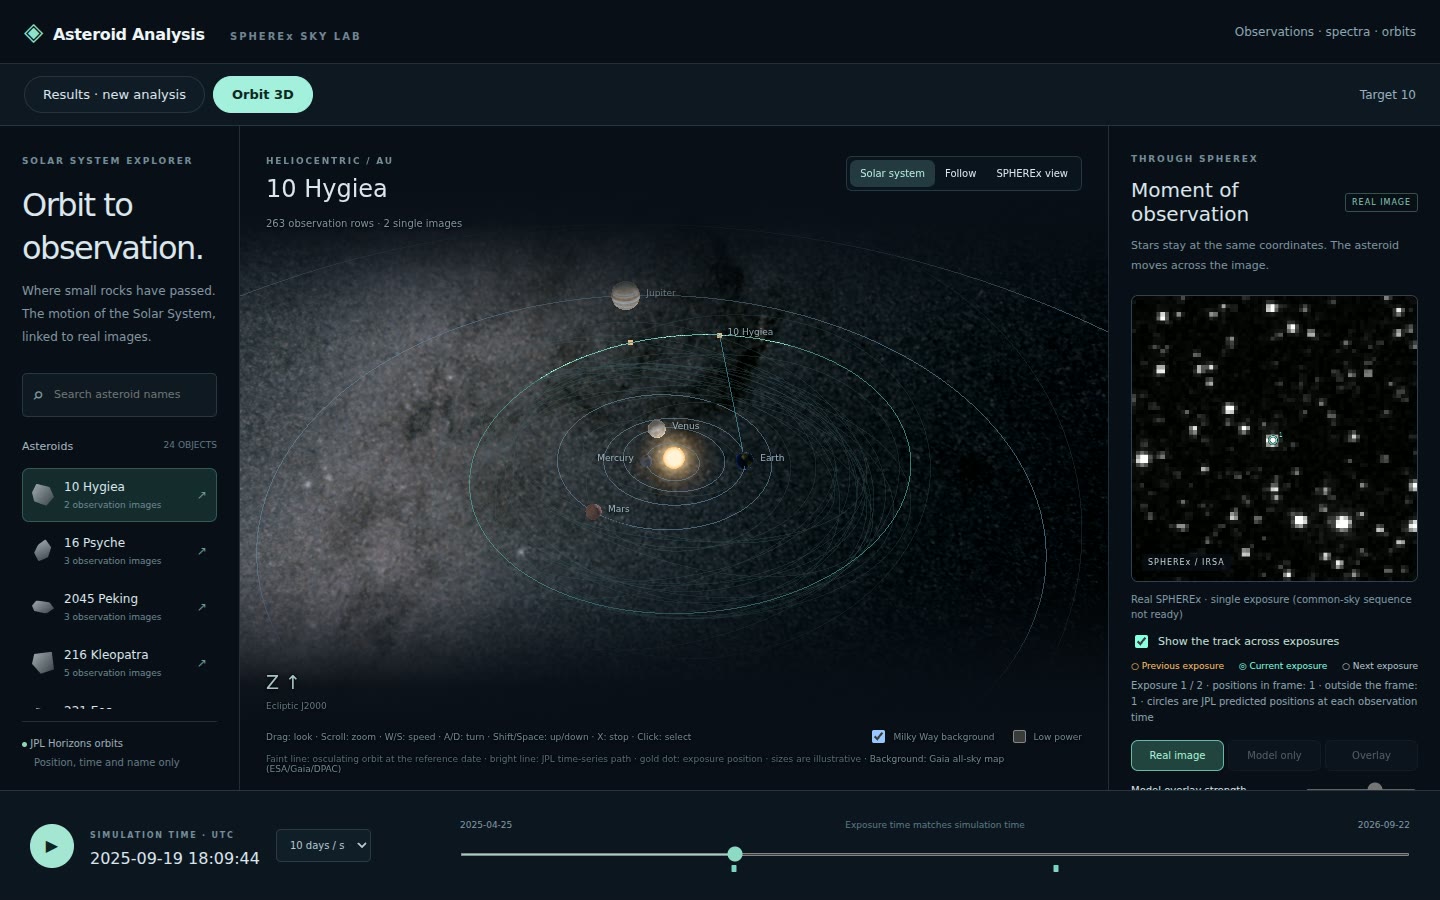 Asteroid Analysis
SPHEREx SKY LAB
Observations · spectra · orbits
Results · new analysis
Orbit 3D
Target 10
SOLAR SYSTEM EXPLORER
Orbit to
observation.
Where small rocks have passed.
The motion of the Solar System,
linked to real images.
Search asteroid names
Asteroids
24 OBJECTS
10 Hygiea
2 observation images
16 Psyche
3 observation images
2045 Peking
3 observation images
216 Kleopatra
5 observation images
JPL Horizons orbits
Position, time and name only
HELIOCENTRIC / AU
10 Hygiea
263 observation rows · 2 single images
Solar system
Follow
SPHEREx view
Jupiter
10 Hygiea
Venus
Mercury
Earth
Mars
Z ↑
Ecliptic J2000
Drag: look · Scroll: zoom · W/S: speed · A/D: turn · Shift/Space: up/down · X: stop · Click: select
Milky Way background
Low power
Faint line: osculating orbit at the reference date · bright line: JPL time-series path · gold dot: exposure position · sizes are illustrative · Background: Gaia all-sky map
(ESA/Gaia/DPAC)
THROUGH SPHEREX
Moment of
observation
REAL IMAGE
Stars stay at the same coordinates. The asteroid
moves across the image.
SPHEREx / IRSA
Real SPHEREx · single exposure (common-sky sequence
not ready)
Show the track across exposures
○ Previous exposure
◎ Current exposure
○ Next exposure
Exposure 1 / 2 · positions in frame: 1 · outside the frame:
1 · circles are JPL predicted positions at each observation
time
Real image
Model only
Overlay
Model overlay strength
SIMULATION TIME · UTC
2025-09-19 18:09:44
10 days / s
2025-04-25
Exposure time matches simulation time
2026-09-22